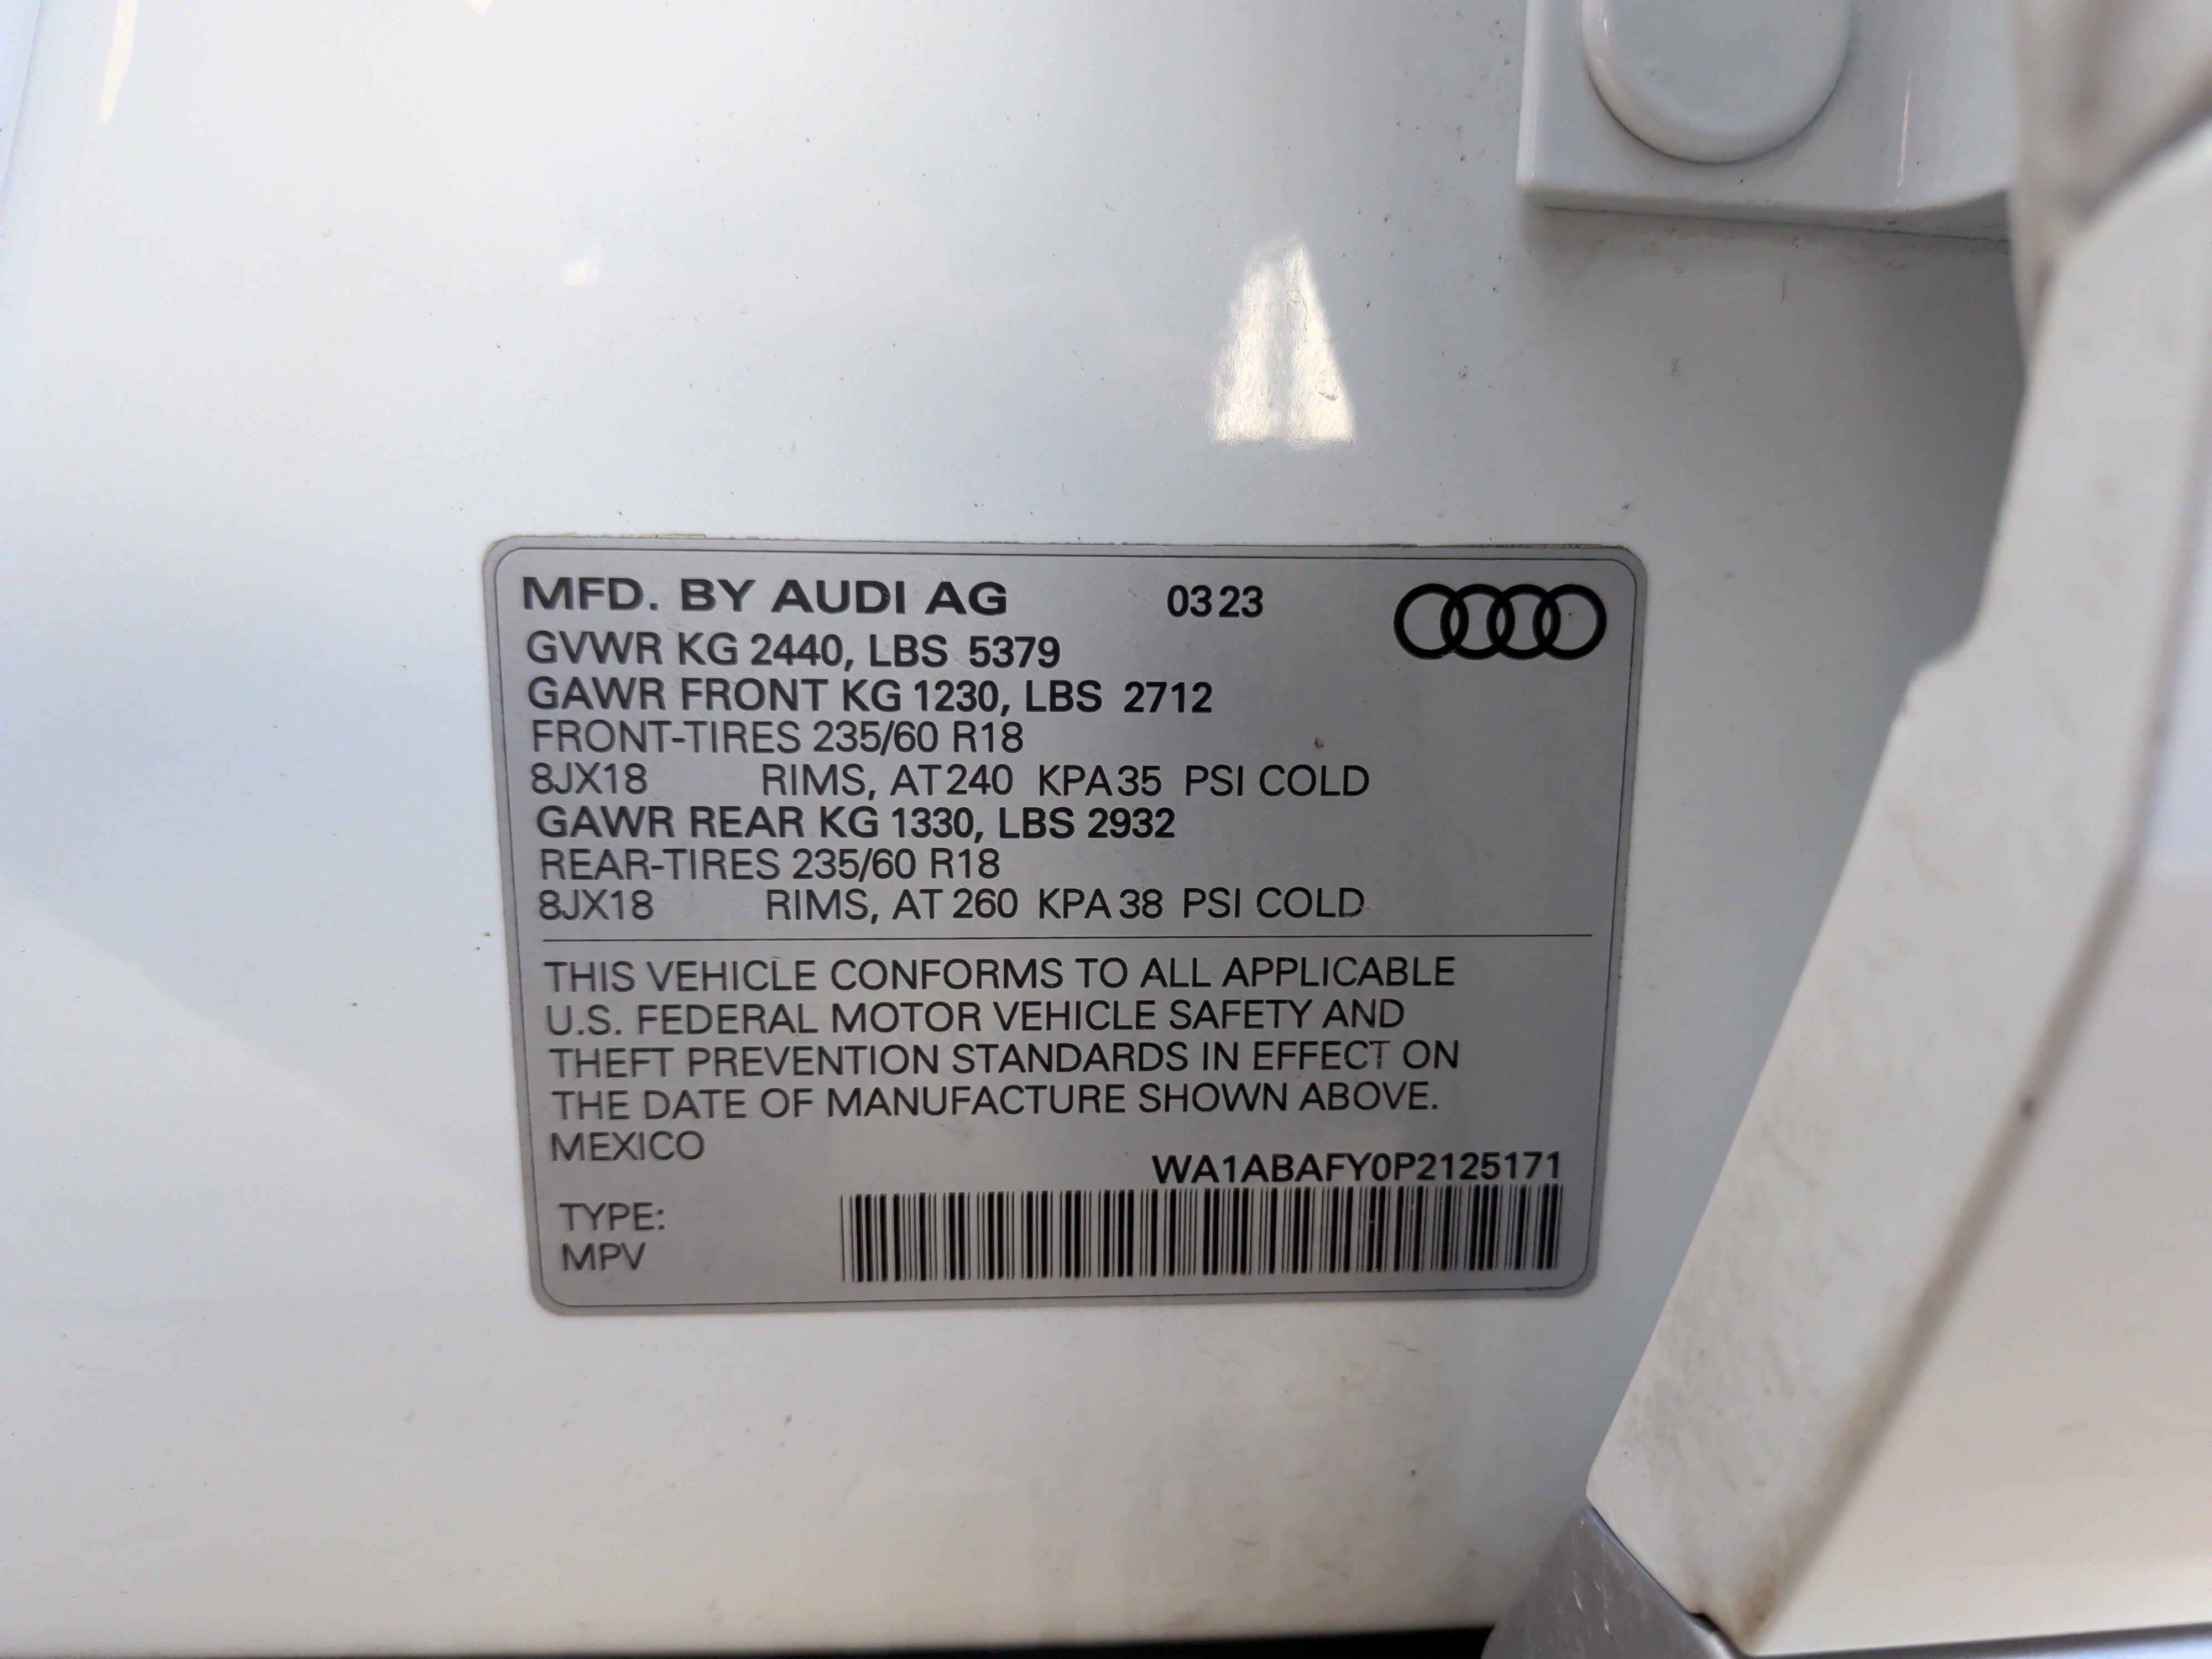 MFD. BY AUDI AG 03 23
GVWR KG 2440, LBS 5379
GAWR FRONT KG 1230, LBS 2712
FRONT-TIRES 235/60 R18
8JX18 RIMS, AT 240 KPA 35 PSI COLD
GAWR REAR KG 1330, LBS 2932
REAR-TIRES 235/60 R18
8JX18 RIMS, AT 260 KPA 38 PSI COLD
THIS VEHICLE CONFORMS TO ALL APPLICABLE
U.S. FEDERAL MOTOR VEHICLE SAFETY AND
THEFT PREVENTION STANDARDS IN EFFECT ON
THE DATE OF MANUFACTURE SHOWN ABOVE.
MEXICO
WA1ABAFY0P2125171
TYPE:
MPV